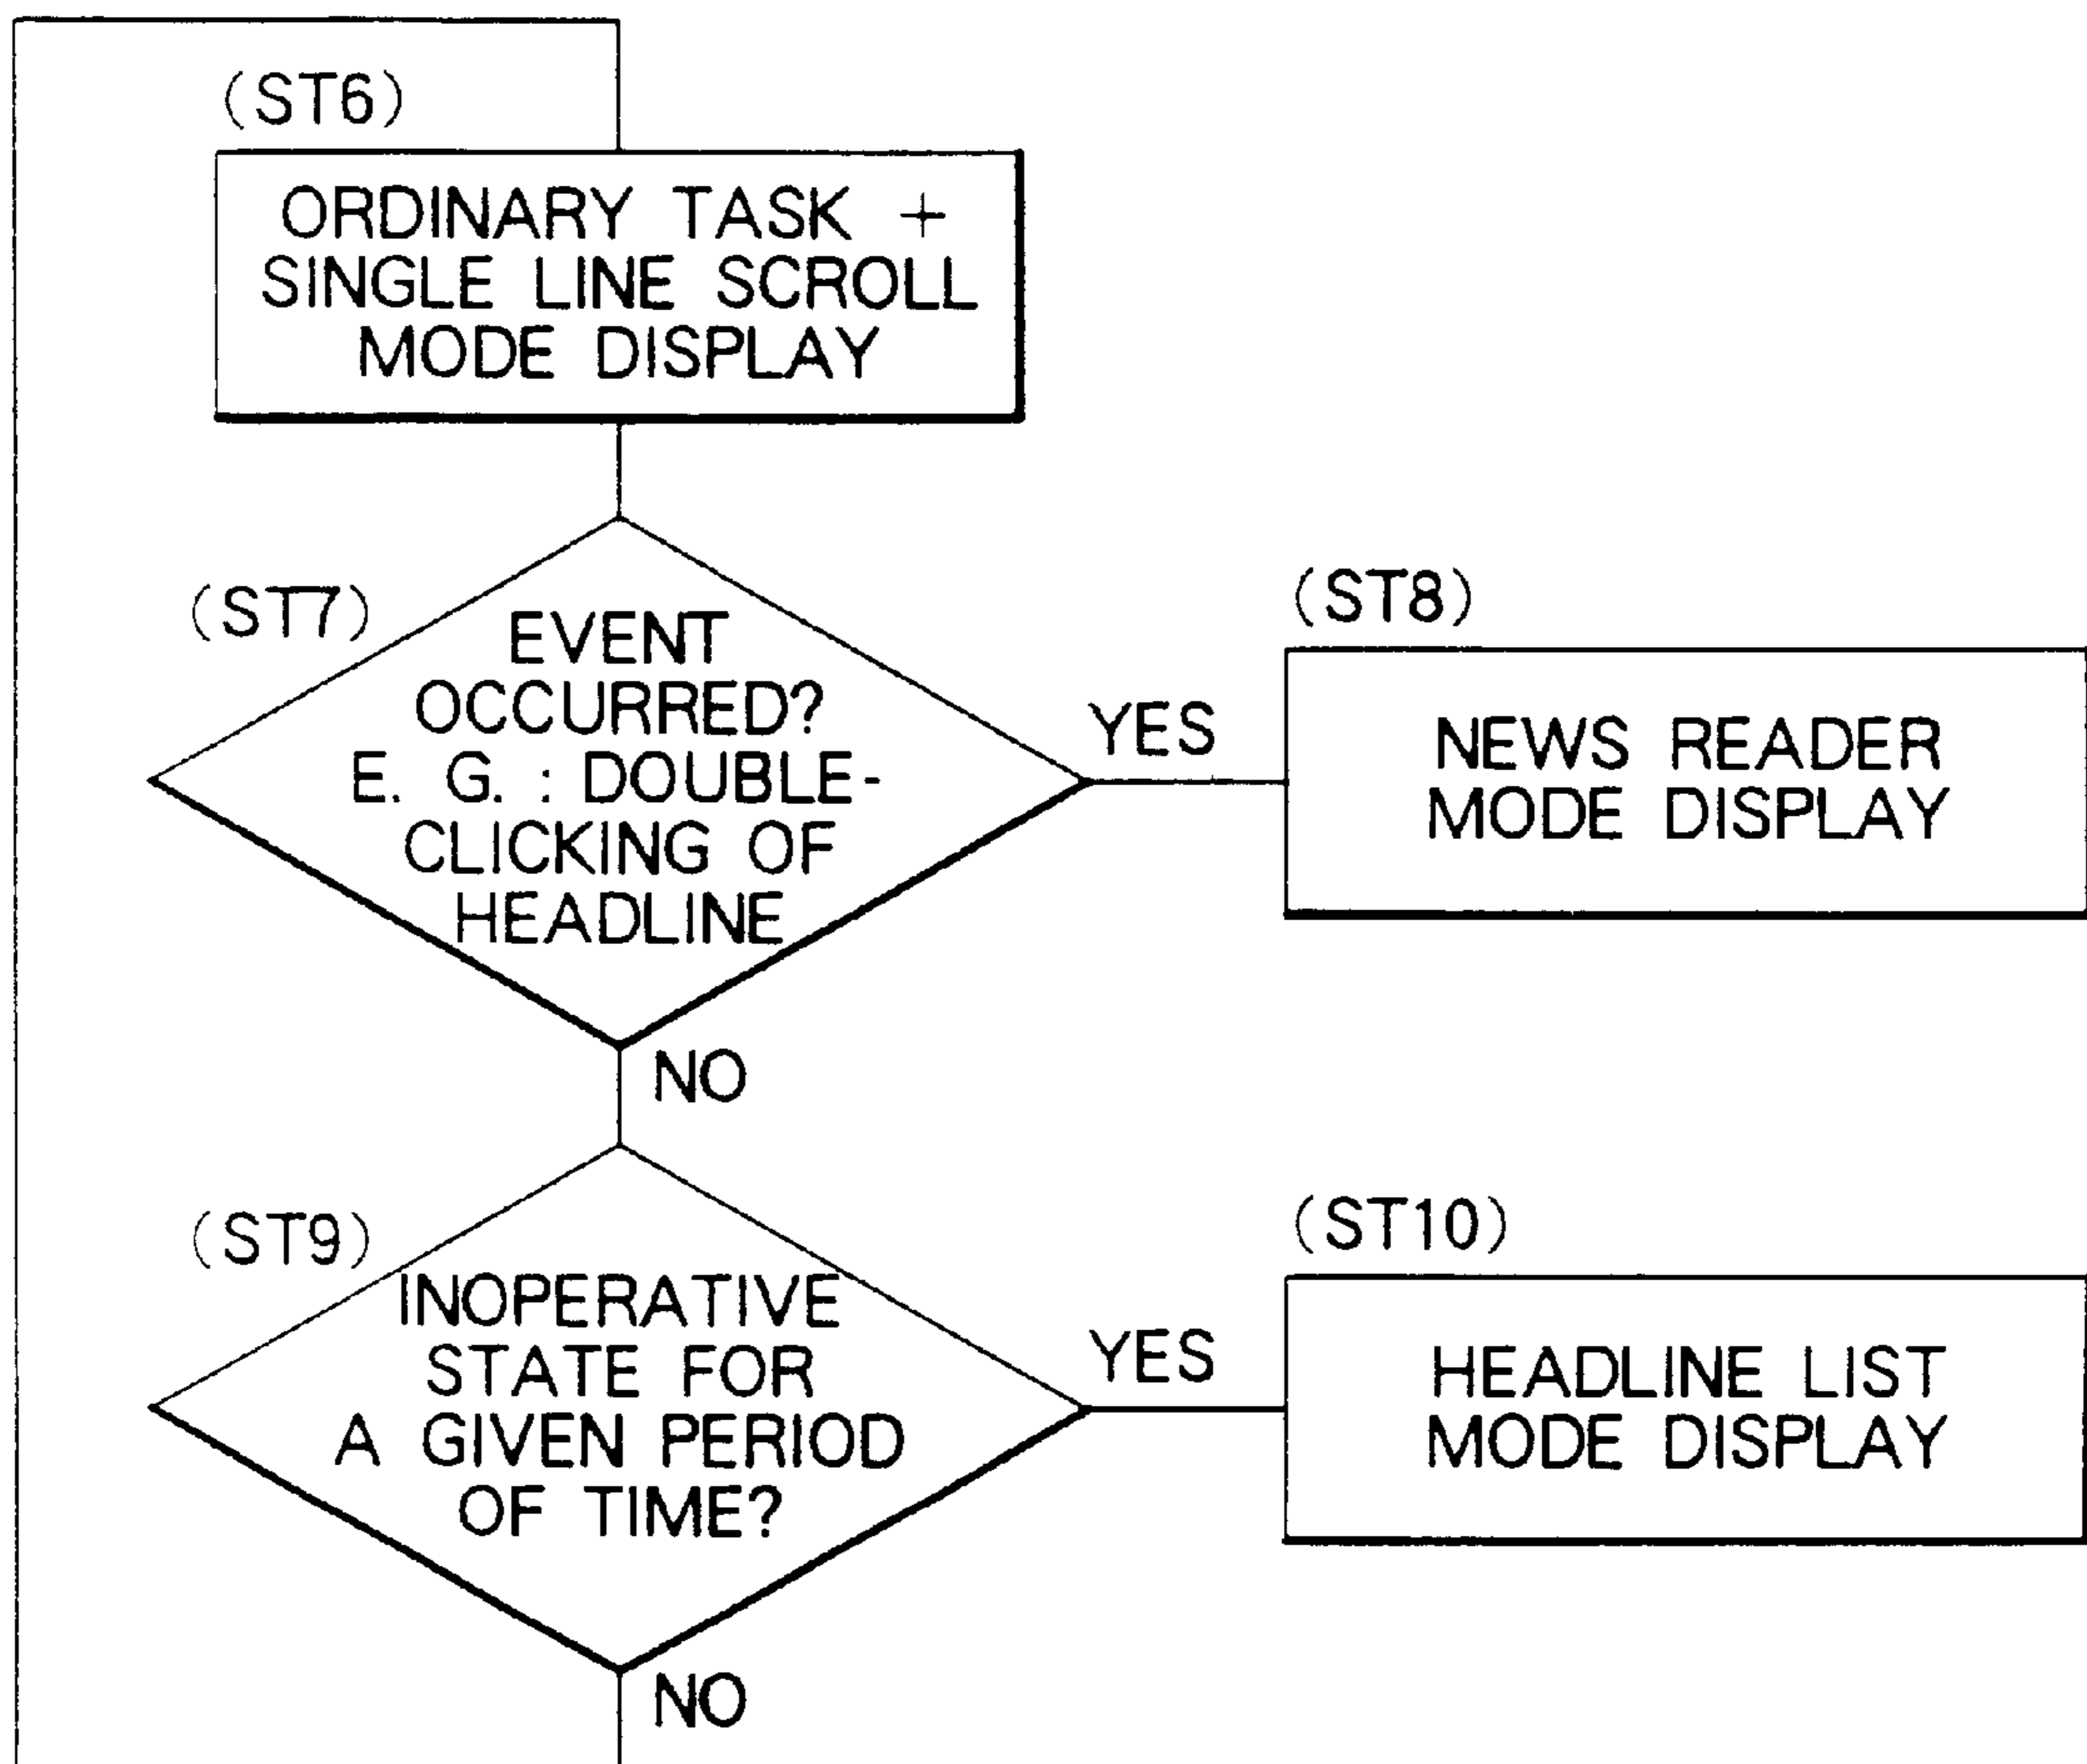 (ST6)
ORDINARY TASK +
SINGLE LINE SCROLL
MODE DISPLAY
(ST7)
EVENT
OCCURRED?
E. G. : DOUBLE-
CLICKING OF
HEADLINE
YES
(ST8)
NEWS READER
MODE DISPLAY
NO
(ST9)
INOPERATIVE
STATE FOR
A GIVEN PERIOD
OF TIME?
YES
(ST10)
HEADLINE LIST
MODE DISPLAY
NO